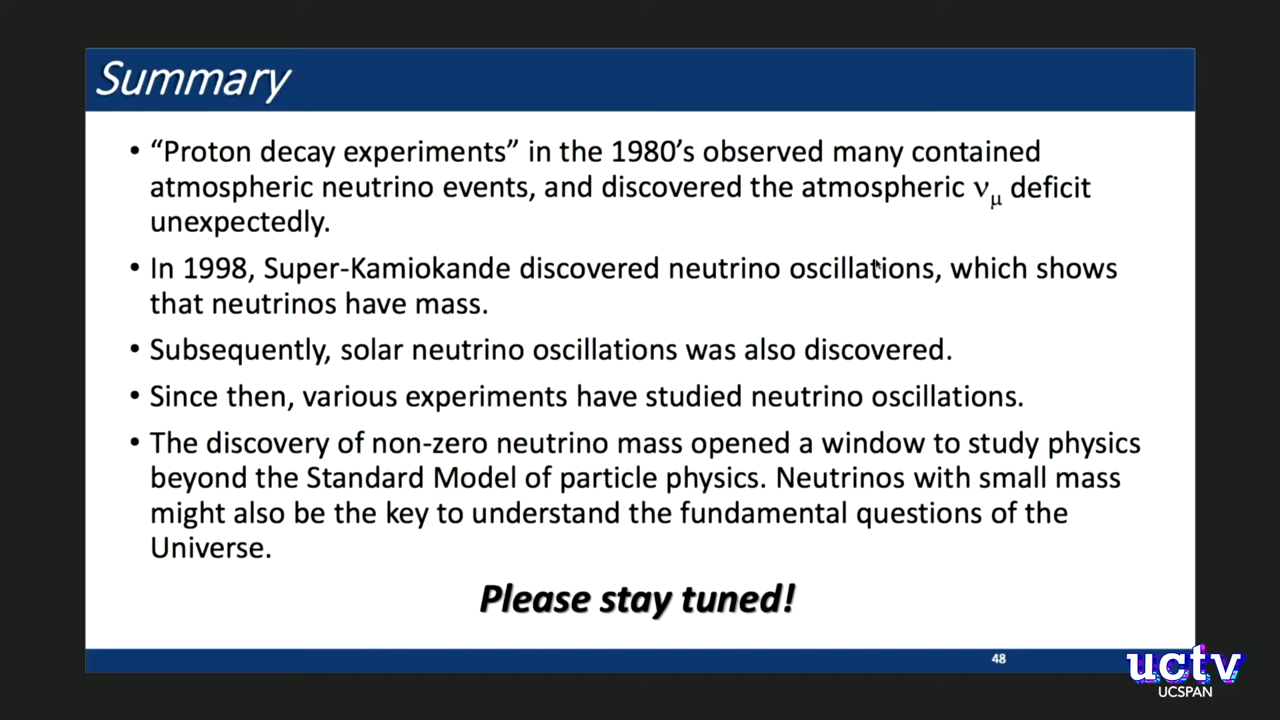 Summary
• “Proton decay experiments” in the 1980’s observed many contained
atmospheric neutrino events, and discovered the atmospheric νμ deficit
unexpectedly.
• In 1998, Super-Kamiokande discovered neutrino oscillations, which shows
that neutrinos have mass.
• Subsequently, solar neutrino oscillations was also discovered.
• Since then, various experiments have studied neutrino oscillations.
• The discovery of non-zero neutrino mass opened a window to study physics
beyond the Standard Model of particle physics. Neutrinos with small mass
might also be the key to understand the fundamental questions of the
Universe.
Please stay tuned!
48
uctv
UCSPAN